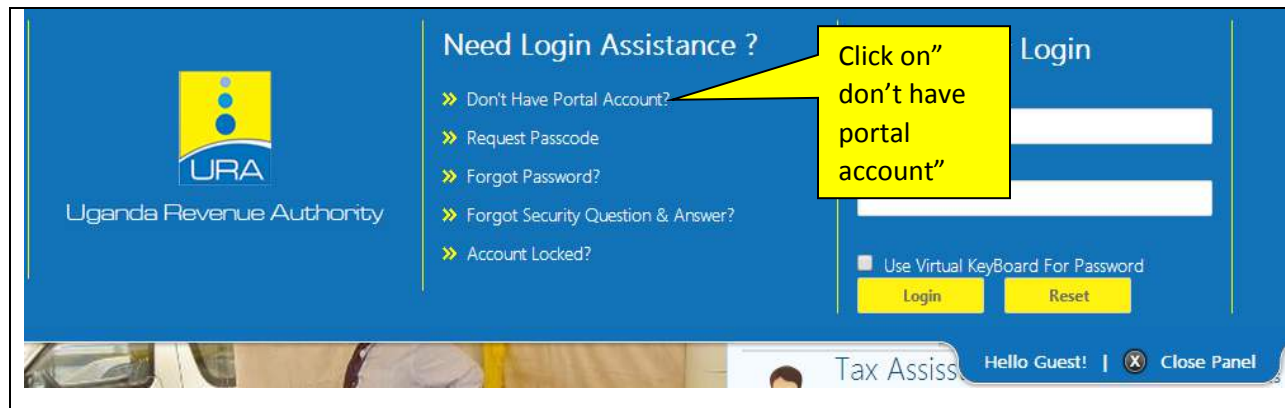 URA
Uganda Revenue Authority
Need Login Assistance ?
Don't Have Portal Account?
Request Passcode
Forgot Password?
Forgot Security Question & Answer?
Account Locked?
Click on”
don’t have
portal
account”
Login
Use Virtual KeyBoard For Password
Login Reset
Tax Assis
Hello Guest! | X Close Panel